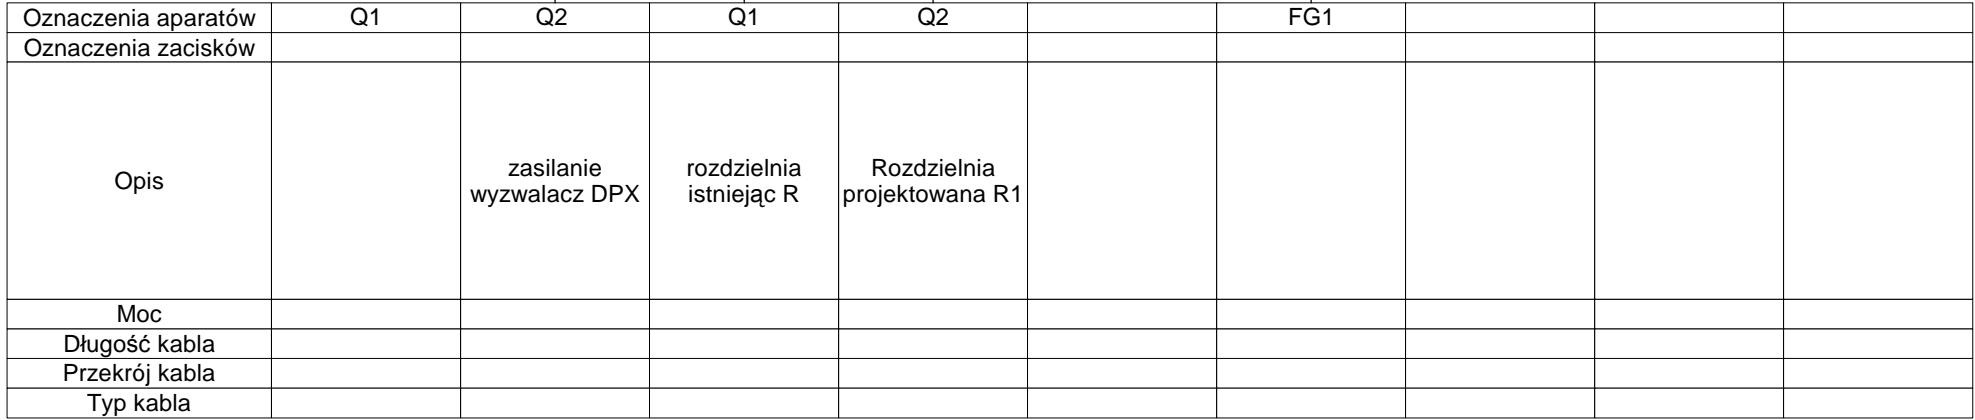 Oznaczenia aparatów Q1 Q2 Q1 Q2 FG1
Oznaczenia zacisków
Opis
zasilanie
wyzwalacz DPX
rozdzielnia
istniejąc R
Rozdzielnia
projektowana R1
Moc
Długość kabla
Przekrój kabla
Typ kabla